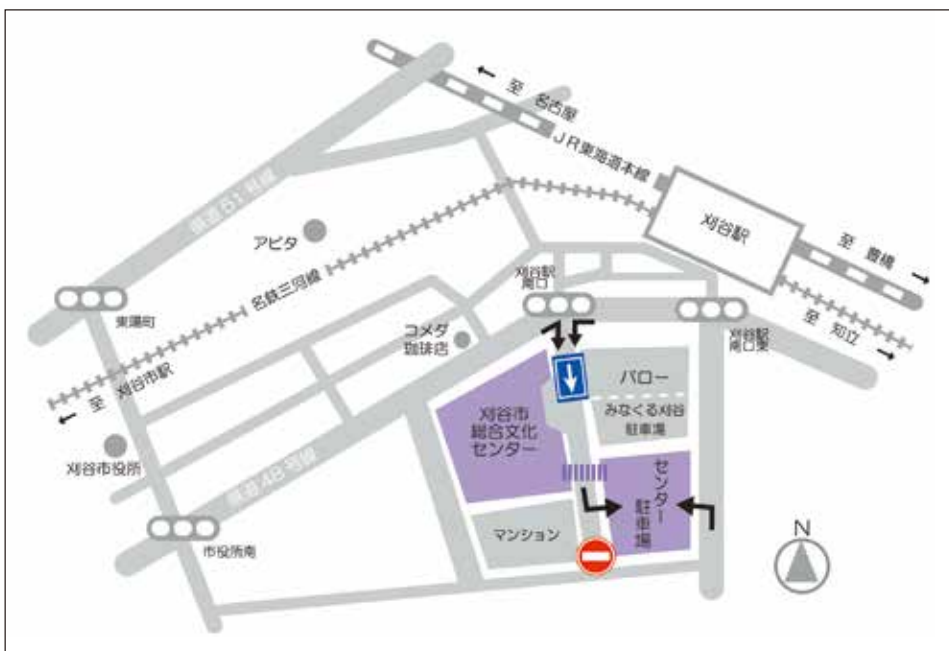 至 名古屋
JR東海道本線
刈谷駅
至 豊橋
県道51号線
アピタ
名鉄三河線
刈谷駅
南口
東陽町
コメダ
珈琲店
刈谷駅
南口東
至 知立
バロー
みなくる刈谷
駐車場
刈谷市
総合文化
センター
至 刈谷市駅
刈谷市役所
県道48号線
センター
駐車場
市役所南
マンション
N